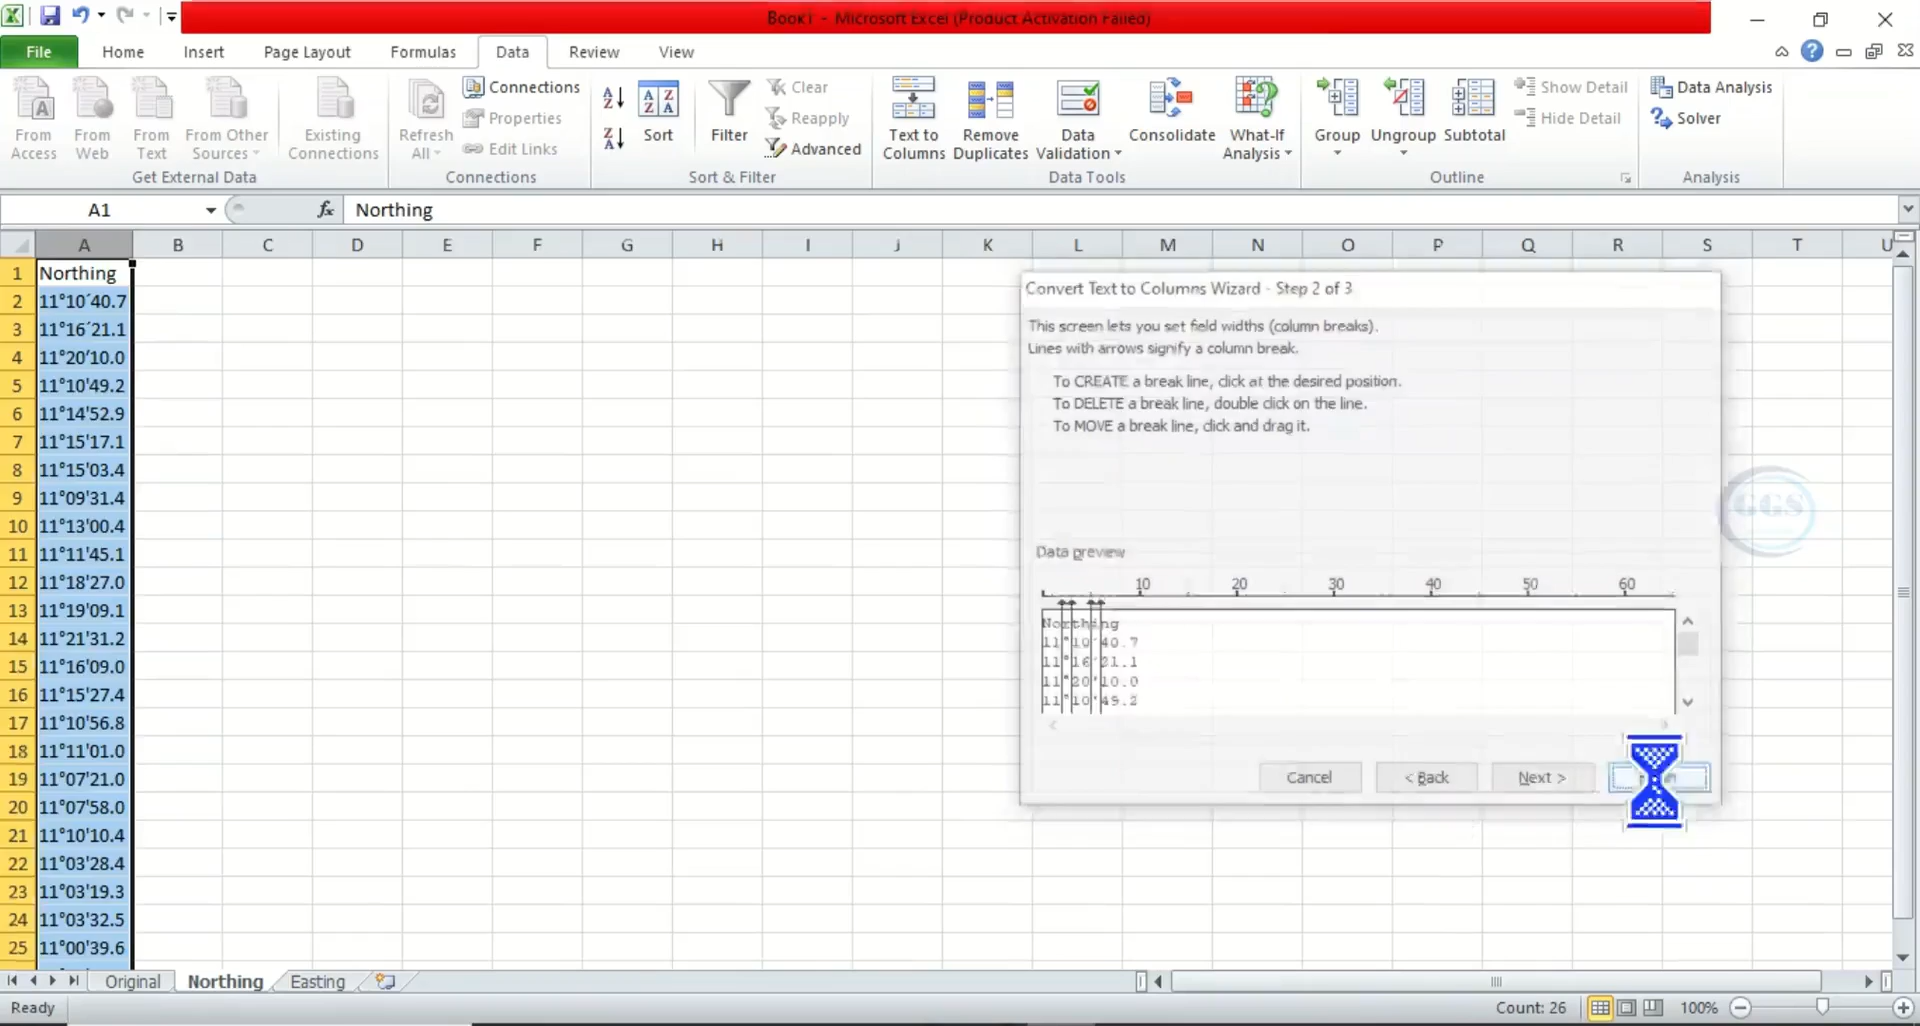 Book1 - Microsoft Excel (Product Activation Failed)
File Home Insert Page Layout Formulas Data Review View
From Access
From Web
From Text
From Other Sources
Existing Connections
Get External Data
Refresh All
Connections
Properties
Edit Links
Connections
Sort
Filter
Clear
Reapply
Advanced
Sort & Filter
Text to Columns
Remove Duplicates
Data Validation
Consolidate
What-If Analysis
Data Tools
Group
Ungroup
Subtotal
Show Detail
Hide Detail
Outline
Data Analysis
Solver
Analysis
A1 fx Northing
A B C D E F G H I J K L M N O P Q R S T U
1 Northing
2 11°10´40.7
3 11°16´21.1
4 11°20'10.0
5 11°10'49.2
6 11°14'52.9
7 11°15'17.1
8 11°15'03.4
9 11°09'31.4
10 11°13'00.4
11 11°11'45.1
12 11°18'27.0
13 11°19'09.1
14 11°21'31.2
15 11°16'09.0
16 11°15'27.4
17 11°10'56.8
18 11°11'01.0
19 11°07'21.0
20 11°07'58.0
21 11°10'10.4
22 11°03'28.4
23 11°03'19.3
24 11°03'32.5
25 11°00'39.6
Convert Text to Columns Wizard - Step 2 of 3
This screen lets you set field widths (column breaks).
Lines with arrows signify a column break.
To CREATE a break line, click at the desired position.
To DELETE a break line, double click on the line.
To MOVE a break line, click and drag it.
Data preview
10 20 30 40 50 60
Northing
11°10´40.7
11°16´21.1
11°20'10.0
11°10'49.2
Cancel < Back Next >
GGS
Original Northing Easting
Ready Count: 26 100%